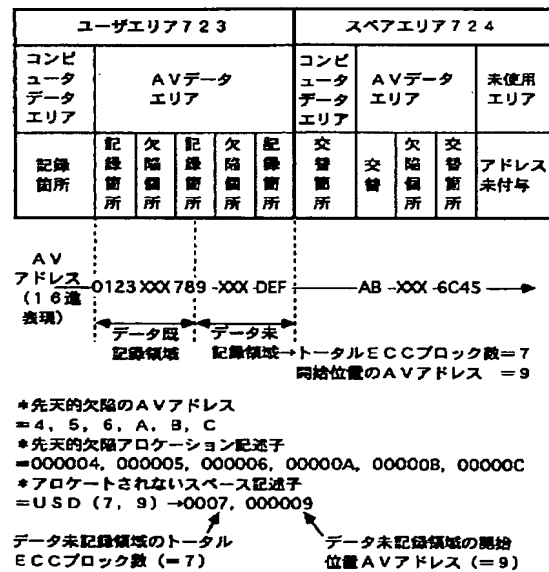 ユーザエリア723
スペアエリア724
コンピ
ュータ
データ
エリア
AVデータ
エリア
コンピ
ュータ
データ
エリア
AVデータ
エリア
未使用
エリア
記録
箇所
記録箇所
欠陥個所
記録箇所
欠陥個所
記録箇所
交替箇所
交替
欠陥個所
交替箇所
アドレス
未付与
AV
アドレス
(16進
表現)
0123 XXX 789 -XXX -DEF
AB -XXX -6C45
データ既
記録領域
データ未
記録領域→トータルECCブロック数=7
開始位置のAVアドレス =9
*先天的欠陥のAVアドレス
=4, 5, 6, A, B, C
*先天的欠陥アロケーション記述子
=000004, 000005, 000006, 00000A, 00000B, 00000C
*アロケートされないスペース記述子
=USD (7, 9) →0007, 000009
データ未記録領域のトータル
ECCブロック数 (=7)
データ未記録領域の開始
位置AVアドレス (=9)